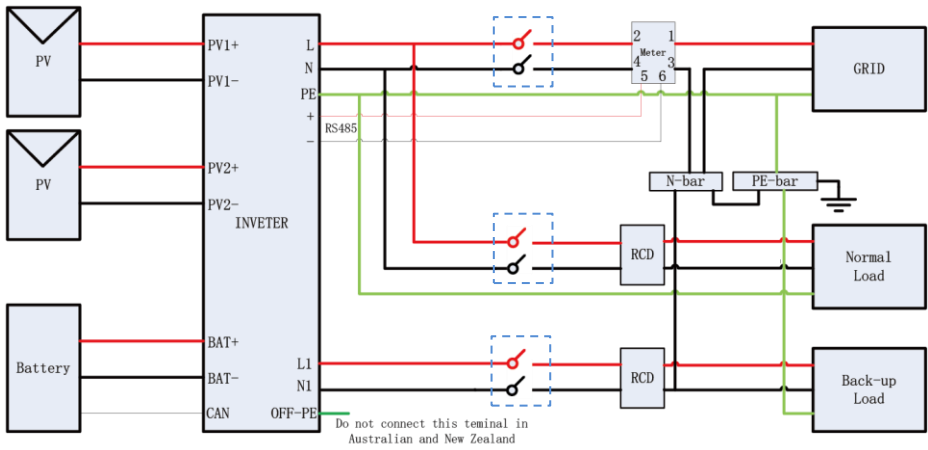 PV
PV1+
PV1-
PV
PV2+
PV2-
INVETER
Battery
BAT+
BAT-
CAN
L
N
PE
+
RS485
-
L1
N1
OFF-PE
Do not connect this teminal in
Australian and New Zealand
2 1
Meter
4 3
5 6
GRID
N-bar
PE-bar
RCD
Normal
Load
RCD
Back-up
Load